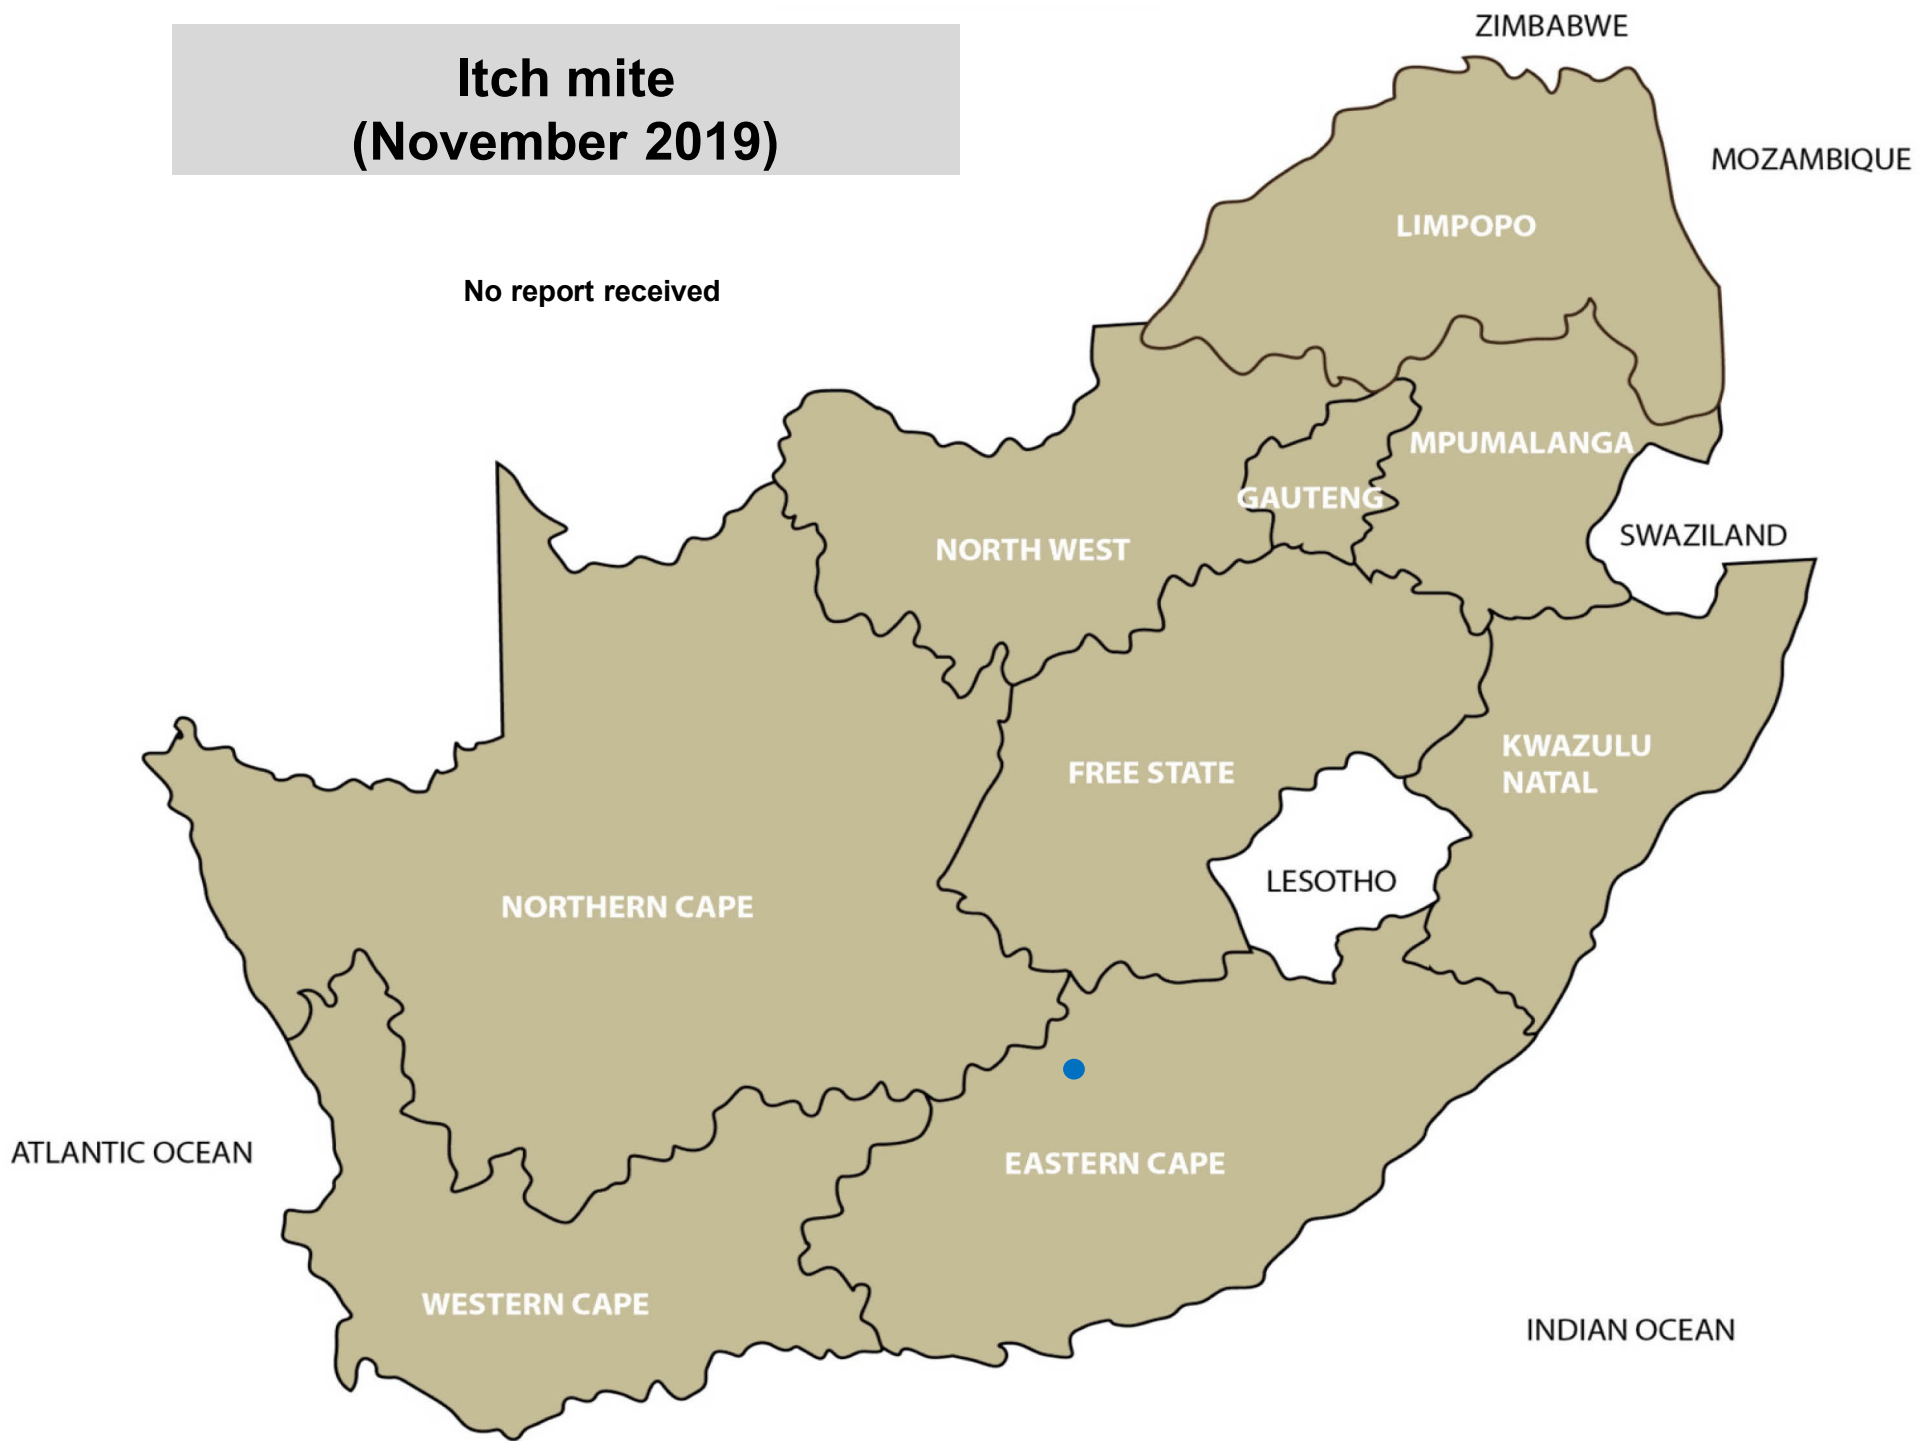 Itch mite
(November 2019)
No report received
ZIMBABWE
MOZAMBIQUE
LIMPOPO
MPUMALANGA
GAUTENG
SWAZILAND
NORTH WEST
KWAZULU
NATAL
FREE STATE
LESOTHO
NORTHERN CAPE
ATLANTIC OCEAN
EASTERN CAPE
WESTERN CAPE
INDIAN OCEAN